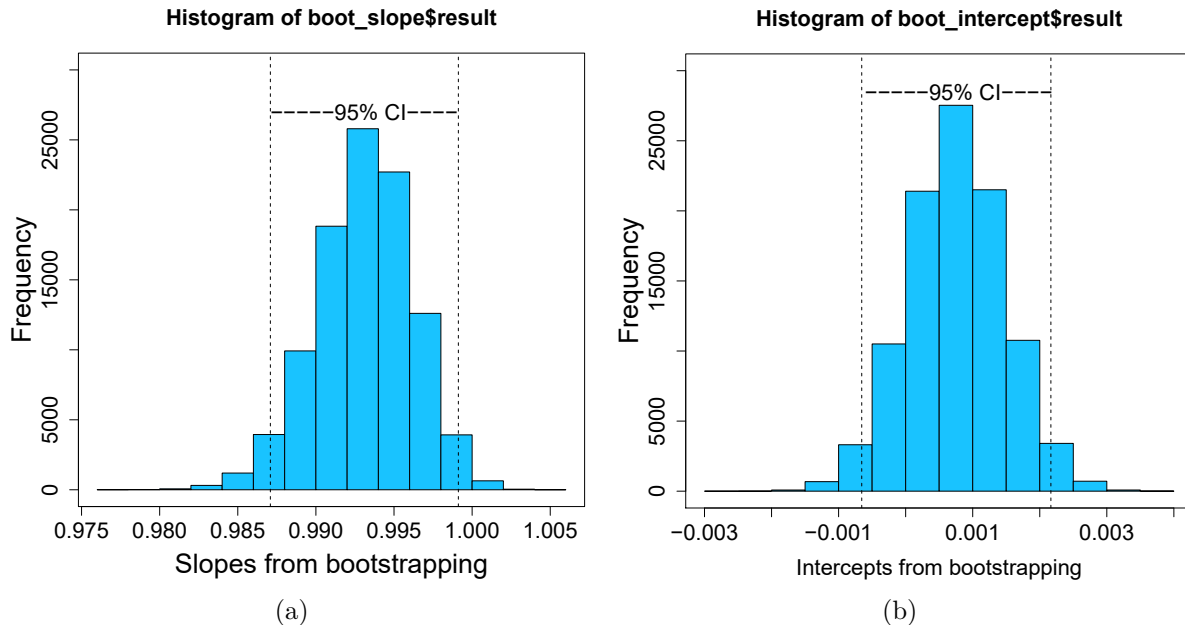 Histogram of boot_slope$result
95% CI
Frequency
0
5000
15000
25000
0.975 0.980 0.985 0.990 0.995 1.000 1.005
Slopes from bootstrapping
(a)
Histogram of boot_intercept$result
95% CI
Frequency
0
5000
15000
25000
−0.003 −0.001 0.001 0.003
Intercepts from bootstrapping
(b)